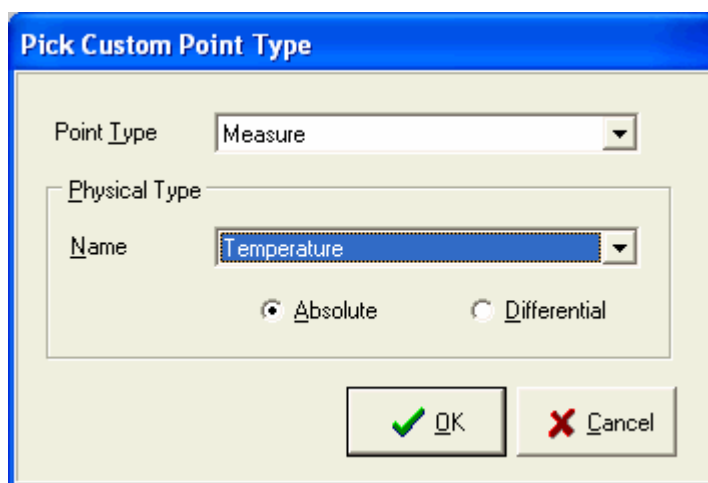 Pick Custom Point Type
Point Type Measure
Physical Type
Name Temperature
Absolute Differential
OK Cancel